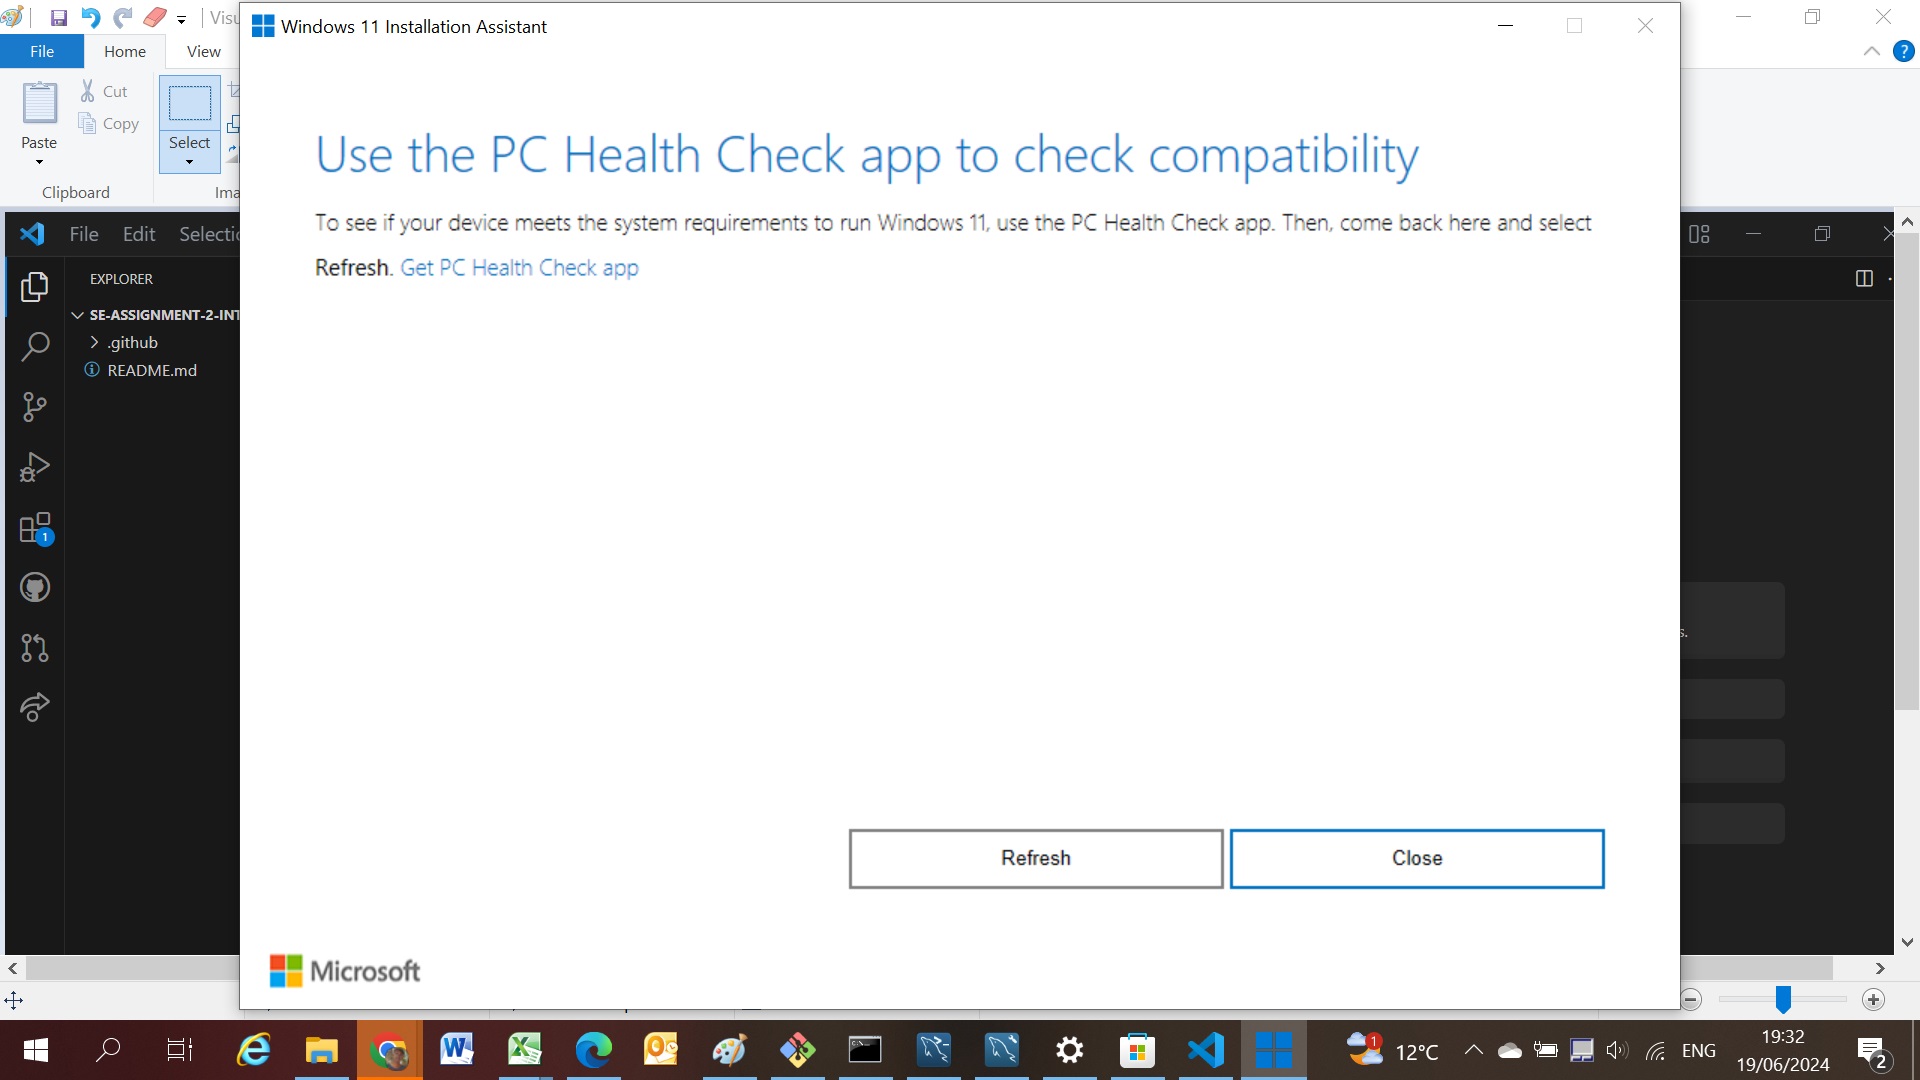 Visu
Windows 11 Installation Assistant
File
Home
View
Cut
Copy
Paste
Select
Clipboard
Ima
Use the PC Health Check app to check compatibility
To see if your device meets the system requirements to run Windows 11, use the PC Health Check app. Then, come back here and select
Refresh. Get PC Health Check app
File Edit Selectio
EXPLORER
SE-ASSIGNMENT-2-INT
.github
README.md
1
s.
Refresh
Close
Microsoft
1
12°C
ENG
19:32
19/06/2024
2